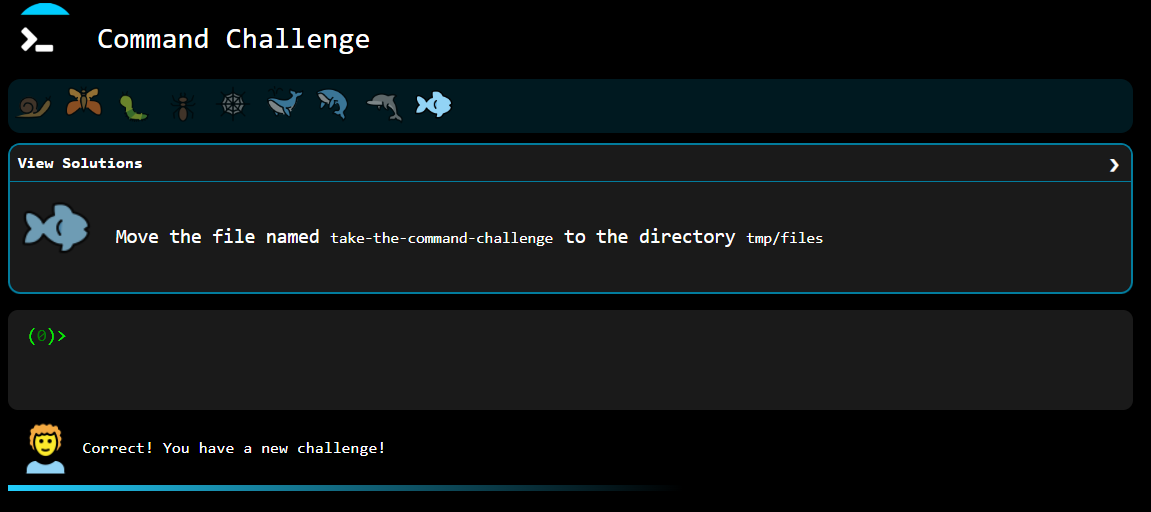 Command Challenge
View Solutions
Move the file named take-the-command-challenge to the directory tmp/files
(0)>
Correct! You have a new challenge!